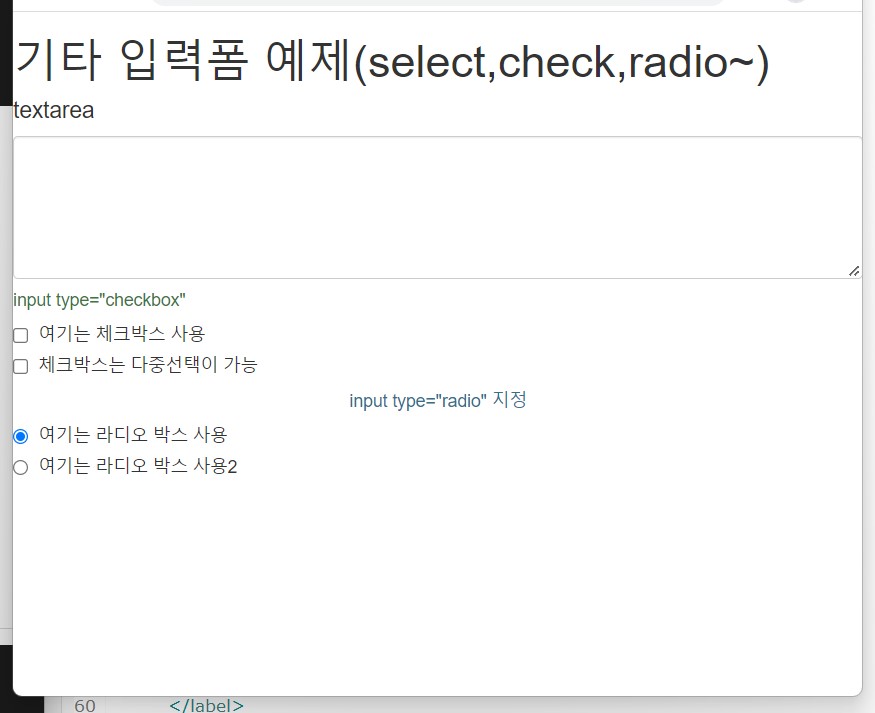 기타 입력폼 예제(select,check,radio~)
textarea
input type="checkbox"
여기는 체크박스 사용
체크박스는 다중선택이 가능
input type="radio" 지정
여기는 라디오 박스 사용
여기는 라디오 박스 사용2
60 </label>